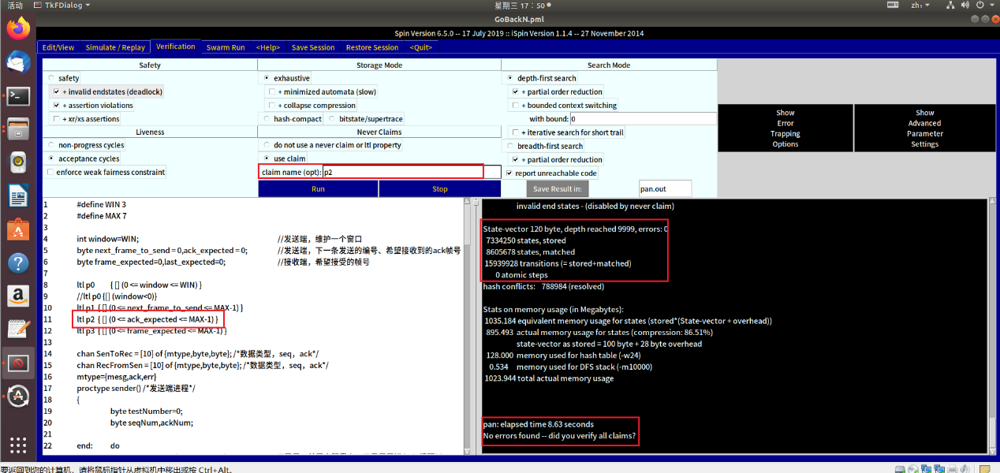 活动 TkFDialog 星期三 17：50 zh₁
GoBackN.pml
Spin Version 6.5.0 -- 17 July 2019 :: iSpin Version 1.1.4 -- 27 November 2014
Edit/View Simulate / Replay Verification Swarm Run <Help> Save Session Restore Session <Quit>
Safety Storage Mode Search Mode
safety exhaustive depth-first search
+ invalid endstates (deadlock) + minimized automata (slow) + partial order reduction
+ assertion violations + collapse compression + bounded context switching
+ xr/xs assertions hash-compact bitstate/supertrace with bound: 0
Liveness Never Claims + iterative search for short trail
non-progress cycles do not use a never claim or ltl property breadth-first search
acceptance cycles use claim + partial order reduction
enforce weak fairness constraint claim name (opt): p2 report unreachable code
Run Stop Save Result in: pan.out
Show Error Trapping Options
Show Advanced Parameter Settings
1 #define WIN 3
2 #define MAX 7
3
4 int window=WIN; //发送端，维护一个窗口
5 byte next_frame_to_send = 0,ack_expected = 0; //发送端，下一条发送的编号、希望接收到的ack帧号
6 byte frame_expected=0,last_expected=0; //接收端，希望接受的帧号
7
8 ltl p0 { [] (0 <= window <= WIN) }
9 //ltl p0 {[] (window<0)}
10 ltl p1 { [] (0 <= next_frame_to_send <= MAX-1) }
11 ltl p2 { [] (0 <= ack_expected <= MAX-1) }
12 ltl p3 { [] (0 <= frame_expected <= MAX-1) }
13
14 chan SenToRec = [10] of {mtype,byte,byte}; /*数据类型，seq，ack*/
15 chan RecFromSen = [10] of {mtype,byte,byte}; /*数据类型，seq，ack*/
16 mtype={mesg,ack,err}
17 proctype sender() /*发送端进程*/
18 {
19 byte testNumber=0;
20 byte seqNum,ackNum;
21
22 end: do
invalid end states - (disabled by never claim)
State-vector 120 byte, depth reached 9999, errors: 0
7334250 states, stored
8605678 states, matched
15939928 transitions (= stored+matched)
0 atomic steps
hash conflicts: 788984 (resolved)
Stats on memory usage (in Megabytes):
1035.184 equivalent memory usage for states (stored*(State-vector + overhead))
895.493 actual memory usage for states (compression: 86.51%)
state-vector as stored = 100 byte + 28 byte overhead
128.000 memory used for hash table (-w24)
0.534 memory used for DFS stack (-m10000)
1023.944 total actual memory usage
pan: elapsed time 8.63 seconds
No errors found -- did you verify all claims?
要返回到您的计算机，请将鼠标指针从虚拟机中移出或按 Ctrl+Alt。